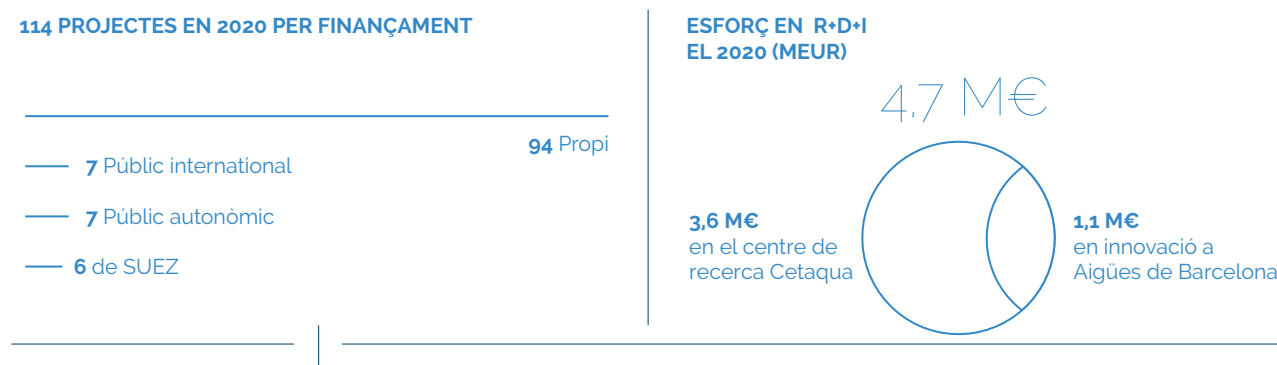 114 PROJECTES EN 2020 PER FINANÇAMENT
94 Propi
7 Públic international
7 Públic autonòmic
6 de SUEZ
ESFORÇ EN R+D+I
EL 2020 (MEUR)
4,7 M€
3,6 M€
en el centre de
recerca Cetaqua
1,1 M€
en innovació a
Aigües de Barcelona